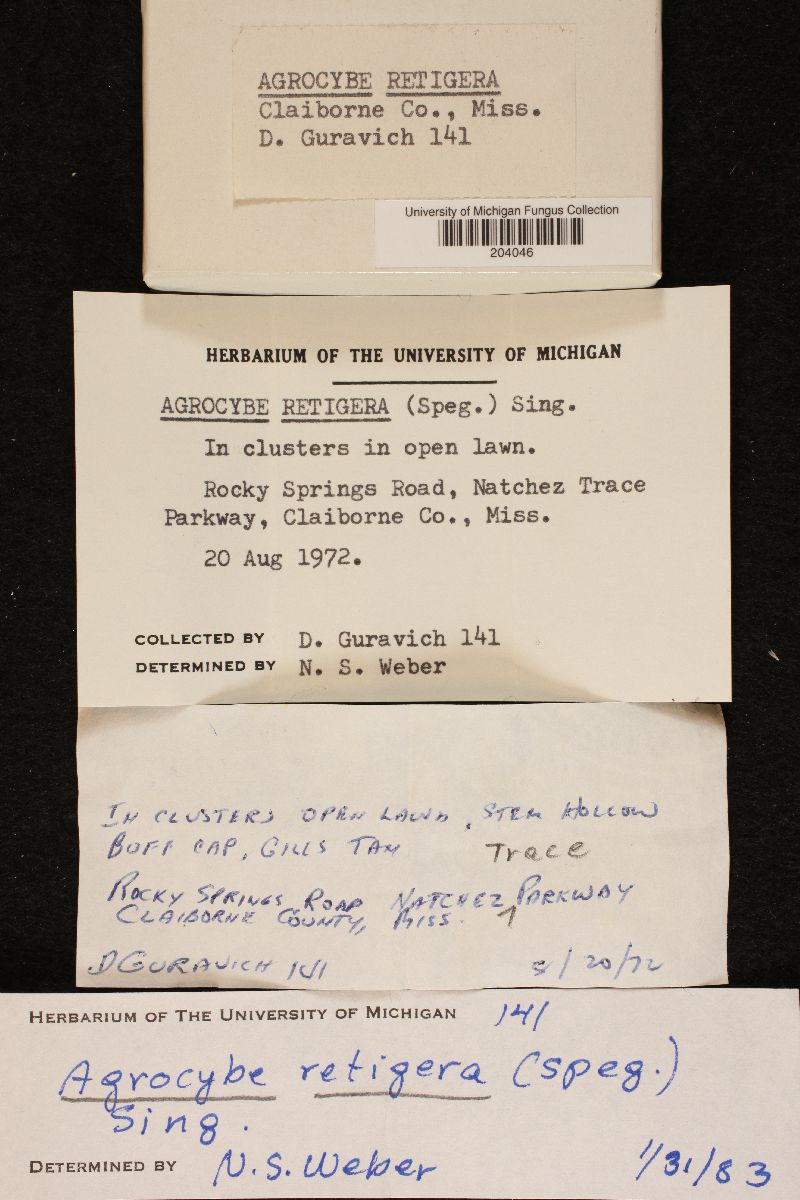 AGROCYBE RETIGERA
Claiborne Co., Miss.
D. Guravich 141
University of Michigan Fungus Collection
204046
HERBARIUM OF THE UNIVERSITY OF MICHIGAN
AGROCYBE RETIGERA (Speg.) Sing.
In clusters in open lawn.
Rocky Springs Road, Natchez Trace
Parkway, Claiborne Co., Miss.
20 Aug 1972.
COLLECTED BY D. Guravich 141
DETERMINED BY N. S. Weber
IN CLUSTERS OPEN LAWN, STEM HOLLOW
BUFF CAP, GILLS TAN
Trace
ROCKY SPRINGS ROAD NATCHEZ PARKWAY
CLAIBORNE COUNTY, MISS.
D GURAVICH 141 8/20/72
HERBARIUM OF THE UNIVERSITY OF MICHIGAN 141
Agrocybe retigera (Speg.)
Sing.
DETERMINED BY N.S. Weber 1/31/83